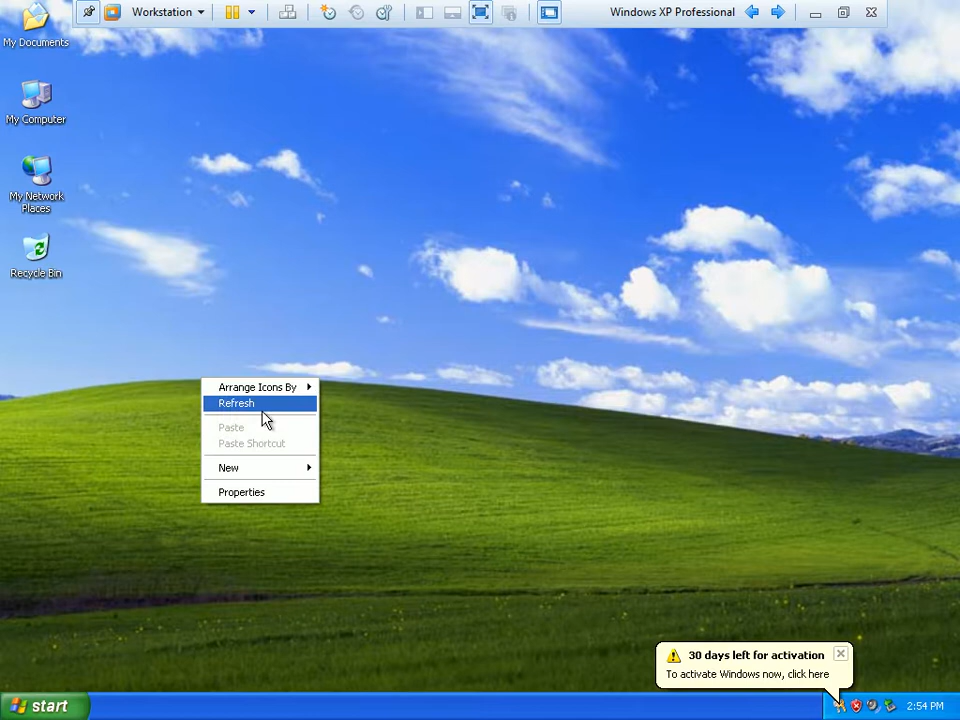 Workstation
Windows XP Professional
My Documents
My Computer
My Network
Places
Recycle Bin
Arrange Icons By
Refresh
Paste
Paste Shortcut
New
Properties
30 days left for activation
To activate Windows now, click here
start
2:54 PM